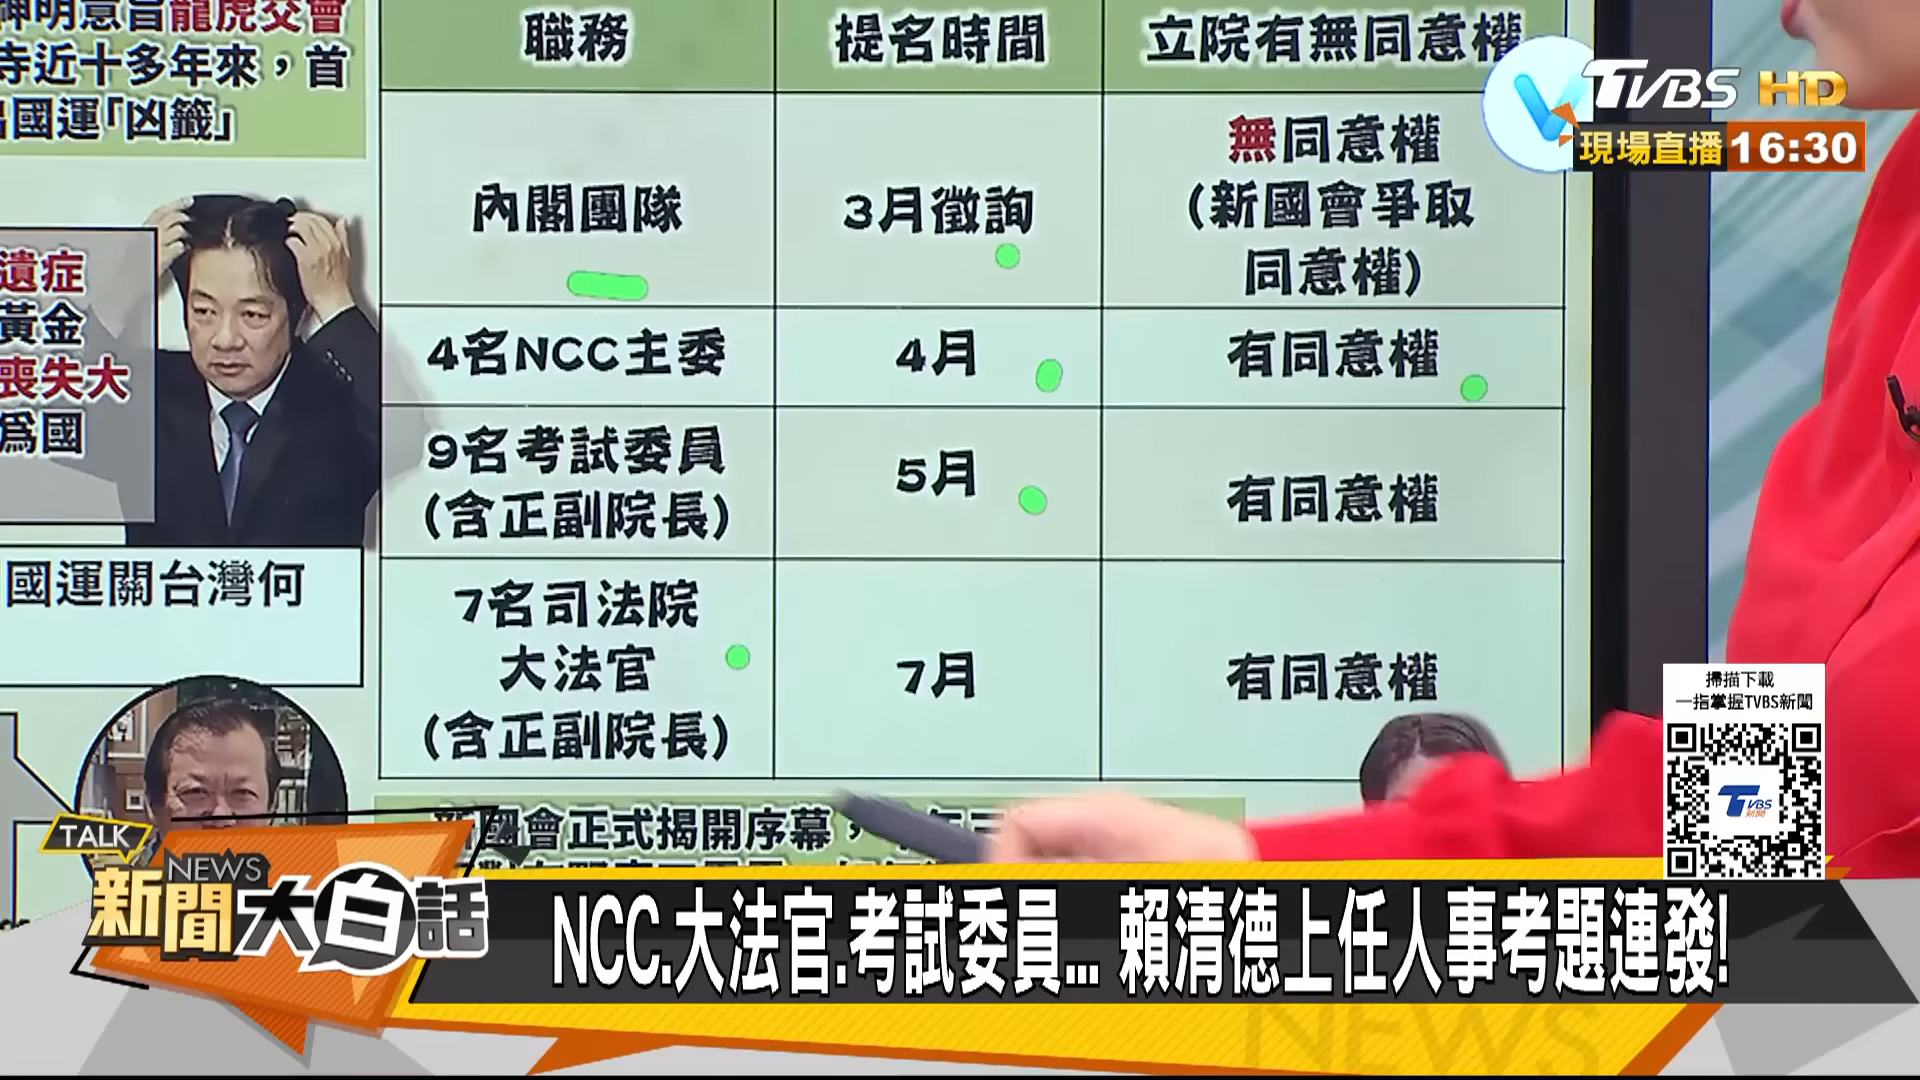 神明意旨龍虎交會
寺近十多年來，首
出國運「凶籤」
遺症
黃金
喪失大
為國
國運關台灣何
職務
提名時間
立院有無同意權
內閣團隊
3月徵詢
無同意權
(新國會爭取
同意權)
4名NCC主委
4月
有同意權
9名考試委員
(含正副院長)
5月
有同意權
7名司法院
大法官
(含正副院長)
7月
有同意權
新國會正式揭開序幕，
TVBS HD
現場直播 16:30
掃描下載
一指掌握TVBS新聞
TVBS
新聞
TALK
NEWS
新聞大白話
NCC.大法官.考試委員... 賴清德上任人事考題連發!
NEWS